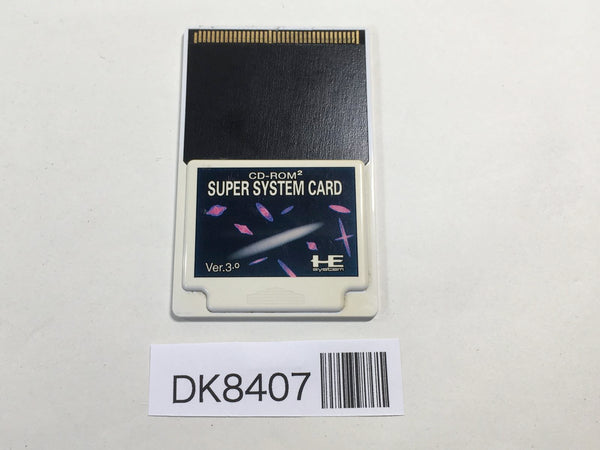 CD-ROM²
SUPER SYSTEM CARD
Ver.3.0
HE
system
DK8407